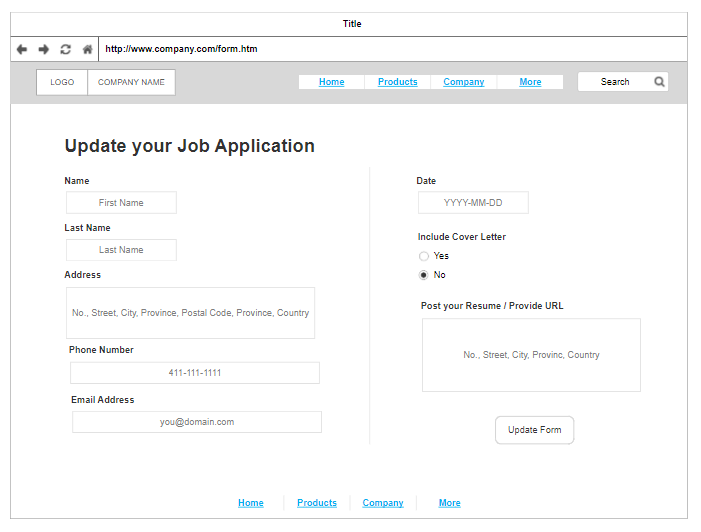 Title
http://www.company.com/form.htm
LOGO COMPANY NAME Home Products Company More Search
Update your Job Application
Name
First Name
Last Name
Last Name
Address
No., Street, City, Province, Postal Code, Province, Country
Phone Number
411-111-1111
Email Address
you@domain.com
Date
YYYY-MM-DD
Include Cover Letter
Yes
No
Post your Resume / Provide URL
No., Street, City, Provinc, Country
Update Form
Home Products Company More